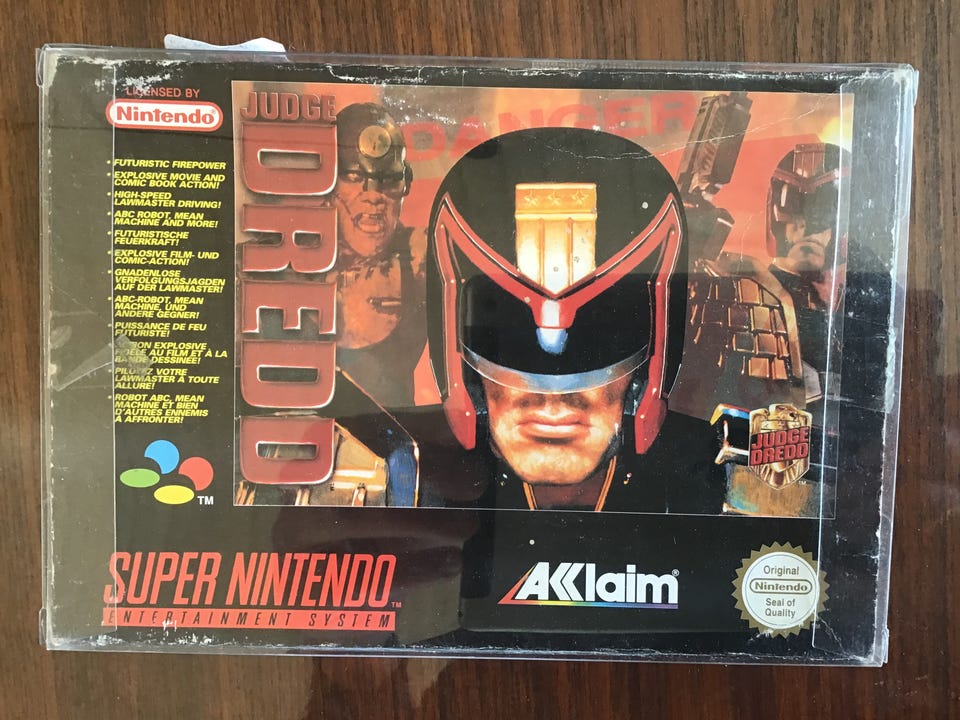 LICENSED BY
Nintendo®
• FUTURISTIC FIREPOWER
• EXPLOSIVE MOVIE AND
COMIC BOOK ACTION!
• HIGH-SPEED
LAWMASTER DRIVING!
• ABC ROBOT, MEAN
MACHINE AND MORE!
• FUTURISTISCHE
FEUERKRAFT!
• EXPLOSIVE FILM- UND
COMIC-ACTION!
• GNADENLOSE
VERFOLGUNGSJAGDEN
AUF DER LAWMASTER!
• ABC-ROBOT, MEAN
MACHINE, UND
ANDERE GEGNER!
• PUISSANCE DE FEU
FUTURISTE!
• ACTION EXPLOSIVE
FIDELE AU FILM ET À LA
BANDE DESSINÉE!
• PILOTEZ VOTRE
LAWMASTER À TOUTE
ALLURE!
• ROBOT ABC, MEAN
MACHINE ET BIEN
D'AUTRES ENNEMIS
A AFFRONTER!
TM
JUDGE
DREDD
DANGER
JUDGE
DREDD
TM
SUPER NINTENDO TM
ENTERTAINMENT SYSTEM
AKKlaim®
Original
Nintendo
Seal of
Quality